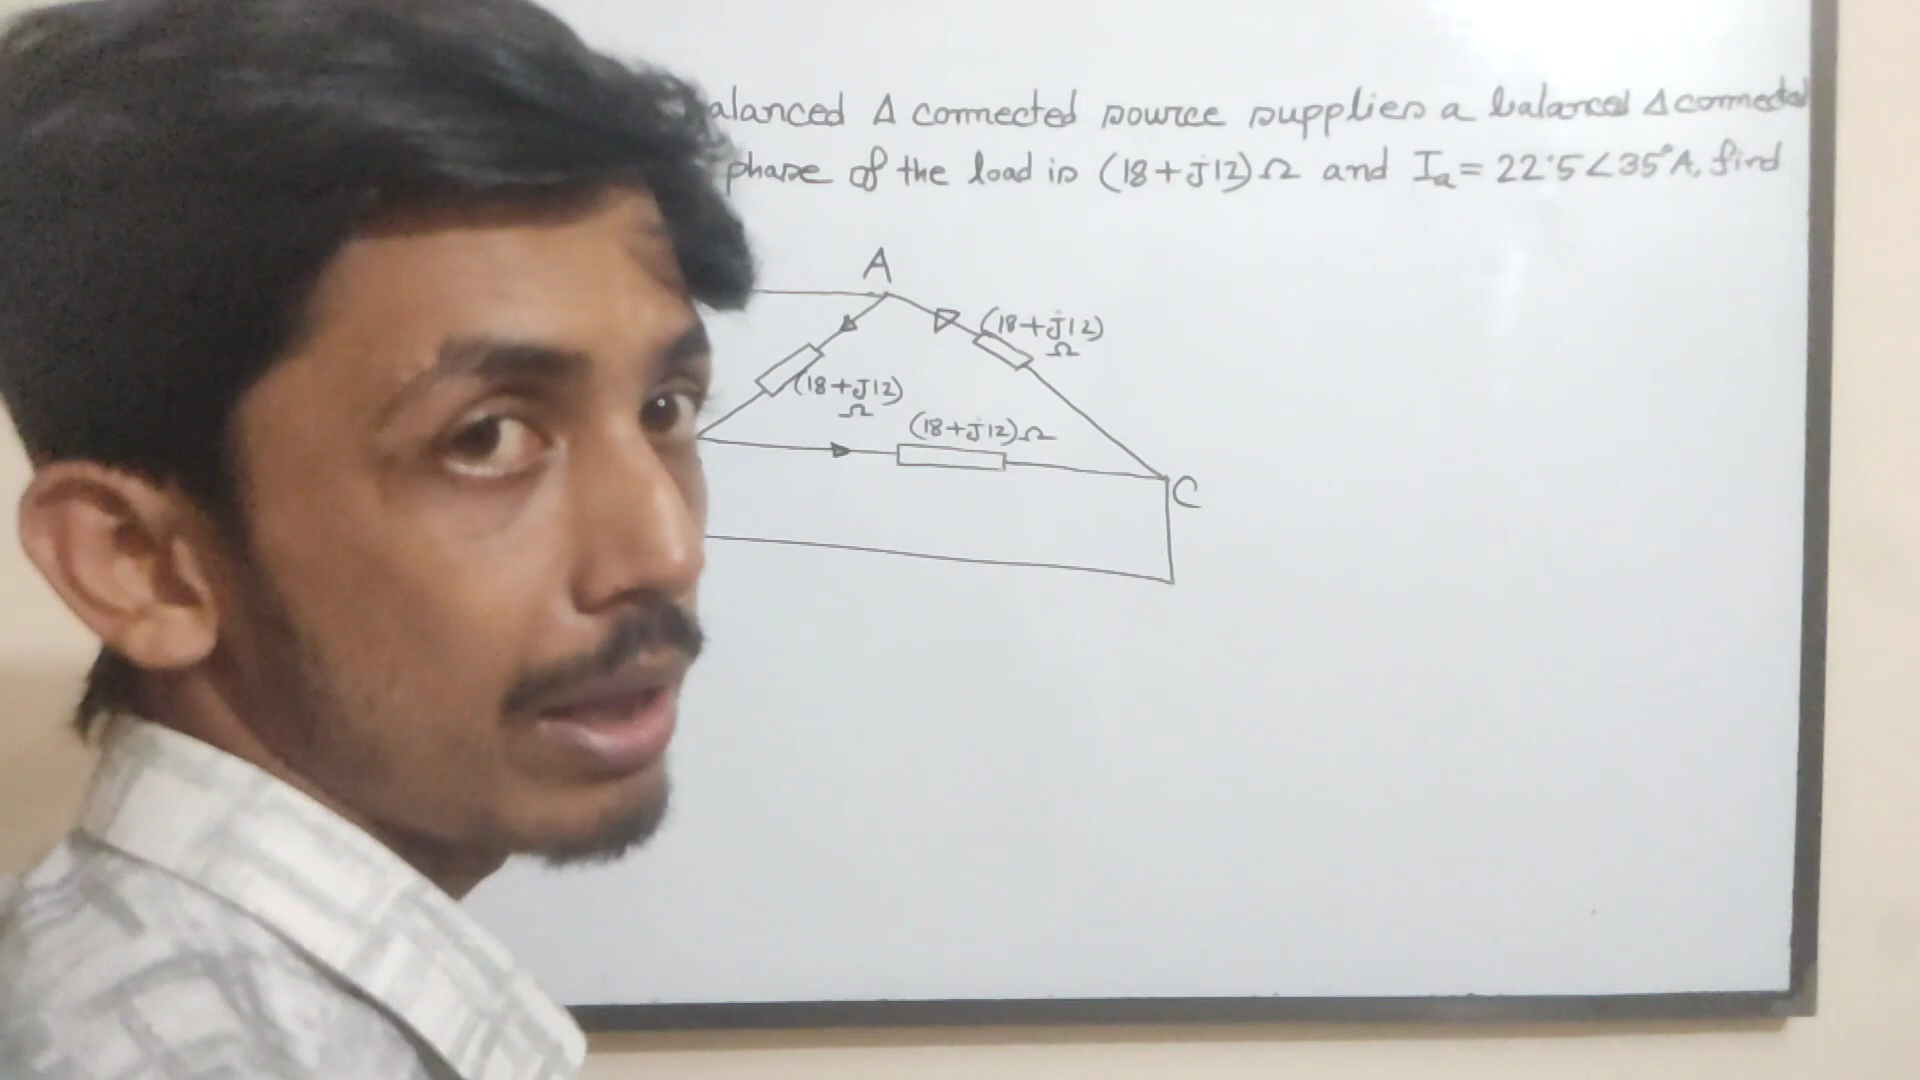 alanced Δ connected source supplies a balanced Δ connected
phase of the load is (18+j12)Ω and Ia = 22.5∠35°A, find
A
(18+j12)
Ω
(18+J12)
Ω
(18+j12)Ω
C